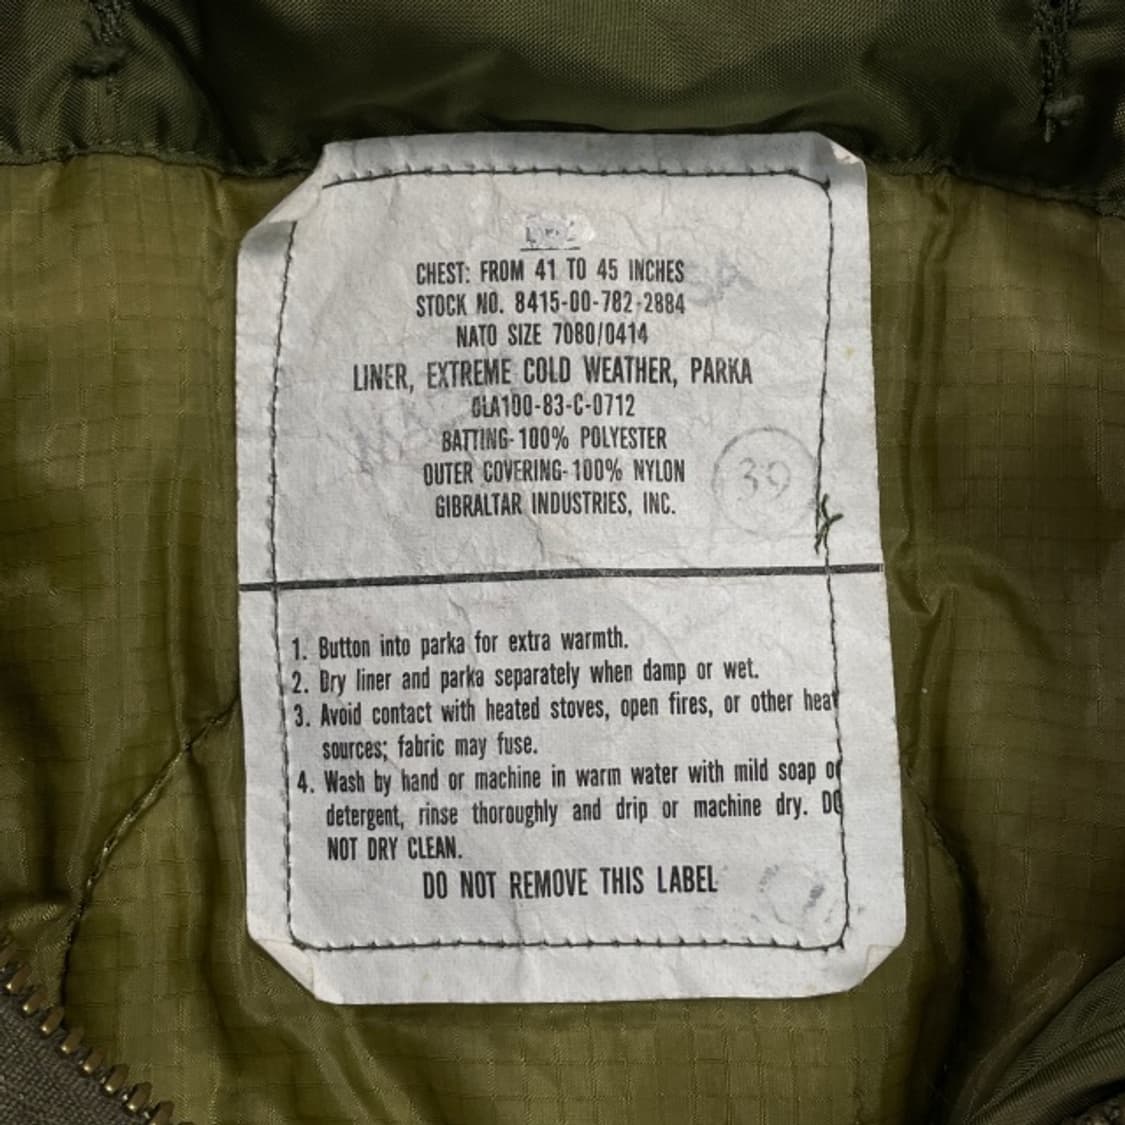 CHEST: FROM 41 TO 45 INCHES
STOCK NO. 8415-00-782-2884
NATO SIZE 7080/0414
LINER, EXTREME COLD WEATHER, PARKA
DLA100-83-C-0712
BATTING-100% POLYESTER
OUTER COVERING-100% NYLON
39
GIBRALTAR INDUSTRIES, INC.
1. Button into parka for extra warmth.
2. Dry liner and parka separately when damp or wet.
3. Avoid contact with heated stoves, open fires, or other heat
sources; fabric may fuse.
4. Wash by hand or machine in warm water with mild soap or
detergent, rinse thoroughly and drip or machine dry. DO
NOT DRY CLEAN.
DO NOT REMOVE THIS LABEL